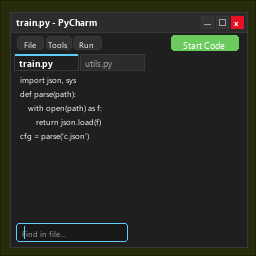 train.py - PyCharm
x
File Tools Run Start Code
train.py utils.py
import json, sys
def parse(path):
    with open(path) as f:
        return json.load(f)
cfg = parse('c.json')
Find in file...